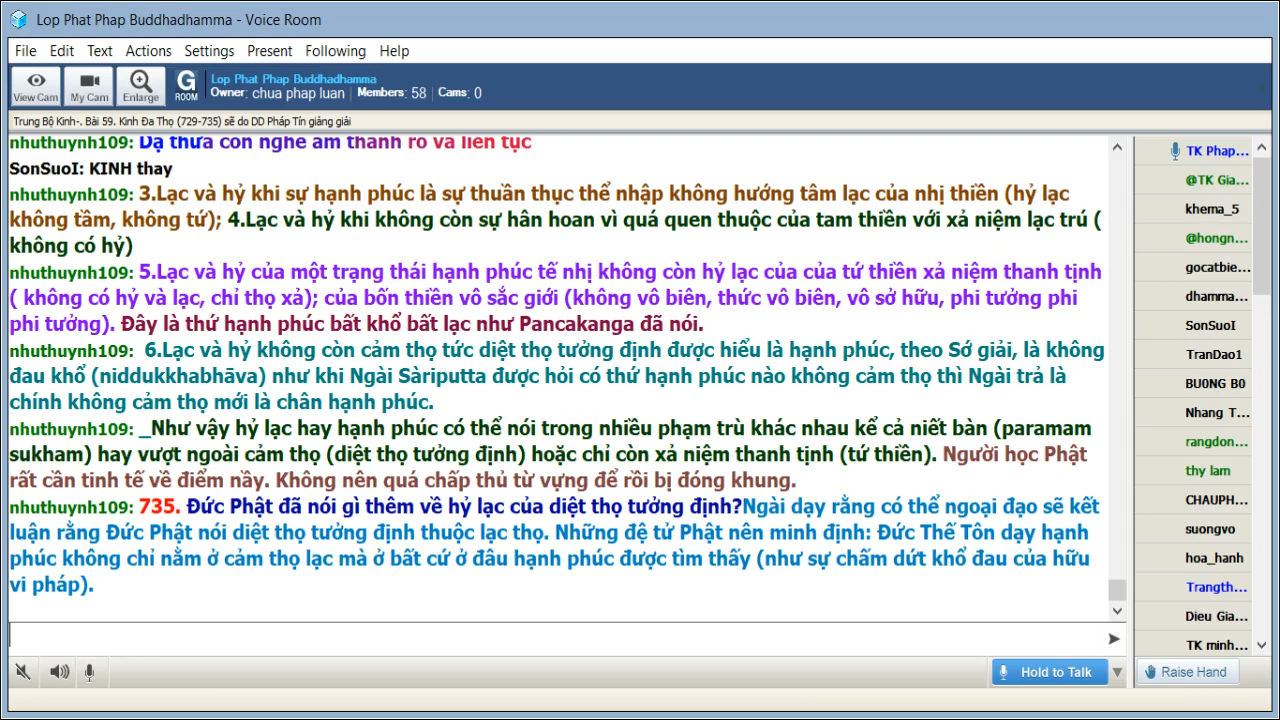 Lop Phat Phap Buddhadhamma - Voice Room
File Edit Text Actions Settings Present Following Help
View Cam My Cam Enlarge G ROOM
Lop Phat Phap Buddhadhamma
Owner: chua phap luan Members: 58 Cams: 0
Trung Bộ Kinh-. Bài 59. Kinh Đa Thọ (729-735) sẽ do DD Pháp Tín giảng giải
nhuthuynh109: Dạ thưa con nghe âm thanh rõ và liên tục
SonSuoI: KINH thay
nhuthuynh109: 3.Lạc và hỷ khi sự hạnh phúc là sự thuần thục thể nhập không hướng tâm lạc của nhị thiền (hỷ lạc
không tầm, không tứ); 4.Lạc và hỷ khi không còn sự hân hoan vì quá quen thuộc của tam thiền với xả niệm lạc trú (
không có hỷ)
nhuthuynh109: 5.Lạc và hỷ của một trạng thái hạnh phúc tế nhị không còn hỷ lạc của của tứ thiền xả niệm thanh tịnh
( không có hỷ và lạc, chỉ thọ xả); của bốn thiền vô sắc giới (không vô biên, thức vô biên, vô sở hữu, phi tưởng phi
phi tưởng). Đây là thứ hạnh phúc bất khổ bất lạc như Pancakanga đã nói.
nhuthuynh109: 6.Lạc và hỷ không còn cảm thọ tức diệt thọ tưởng định được hiểu là hạnh phúc, theo Sớ giải, là không
đau khổ (niddukkhabhāva) như khi Ngài Sàriputta được hỏi có thứ hạnh phúc nào không cảm thọ thì Ngài trả là
chính không cảm thọ mới là chân hạnh phúc.
nhuthuynh109: _Như vậy hỷ lạc hay hạnh phúc có thể nói trong nhiều phạm trù khác nhau kể cả niết bàn (paramam
sukham) hay vượt ngoài cảm thọ (diệt thọ tưởng định) hoặc chỉ còn xả niệm thanh tịnh (tứ thiền). Người học Phật
rất cần tinh tế về điểm nầy. Không nên quá chấp thủ từ vựng để rồi bị đóng khung.
nhuthuynh109: 735. Đức Phật đã nói gì thêm về hỷ lạc của diệt thọ tưởng định?Ngài dạy rằng có thể ngoại đạo sẽ kết
luận rằng Đức Phật nói diệt thọ tưởng định thuộc lạc thọ. Những đệ tử Phật nên minh định: Đức Thế Tôn dạy hạnh
phúc không chỉ nằm ở cảm thọ lạc mà ở bất cứ ở đâu hạnh phúc được tìm thấy (như sự chấm dứt khổ đau của hữu
vi pháp).
TK Phap...
@TK Gia...
khema_5
@hongn...
gocatbie...
dhamma...
SonSuoI
TranDao1
BU0NG B0
Nhang T...
rangdon...
thy lam
CHAUPH...
suongvo
hoa_hanh
Trangth...
Dieu Gia...
TK minh...
Hold to Talk
Raise Hand